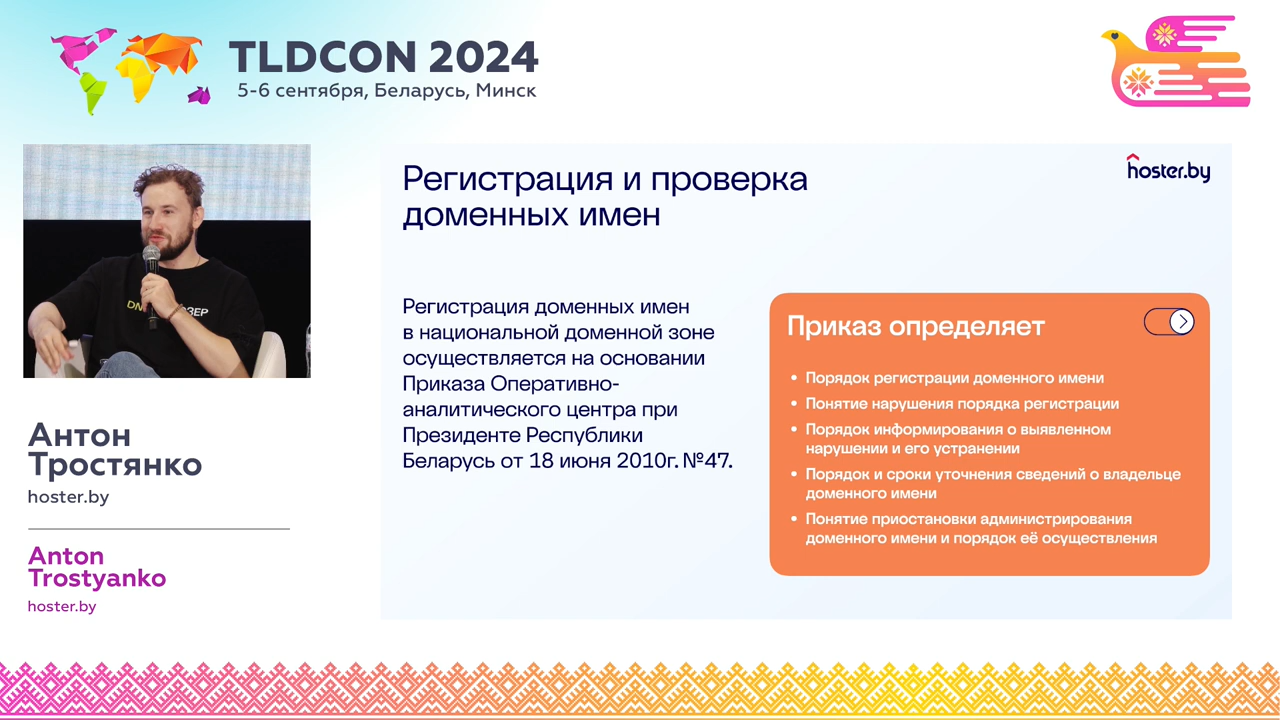 TLDCON 2024
5-6 сентября, Беларусь, Минск
hoster.by
Регистрация и проверка
доменных имен
Регистрация доменных имен
в национальной доменной зоне
осуществляется на основании
Приказа Оперативно-
аналитического центра при
Президенте Республики
Беларусь от 18 июня 2010г. №47.
Приказ определяет
• Порядок регистрации доменного имени
• Понятие нарушения порядка регистрации
• Порядок информирования о выявленном
нарушении и его устранении
• Порядок и сроки уточнения сведений о владельце
доменного имени
• Понятие приостановки администрирования
доменного имени и порядок её осуществления
Антон
Тростянко
hoster.by
Anton
Trostyanko
hoster.by